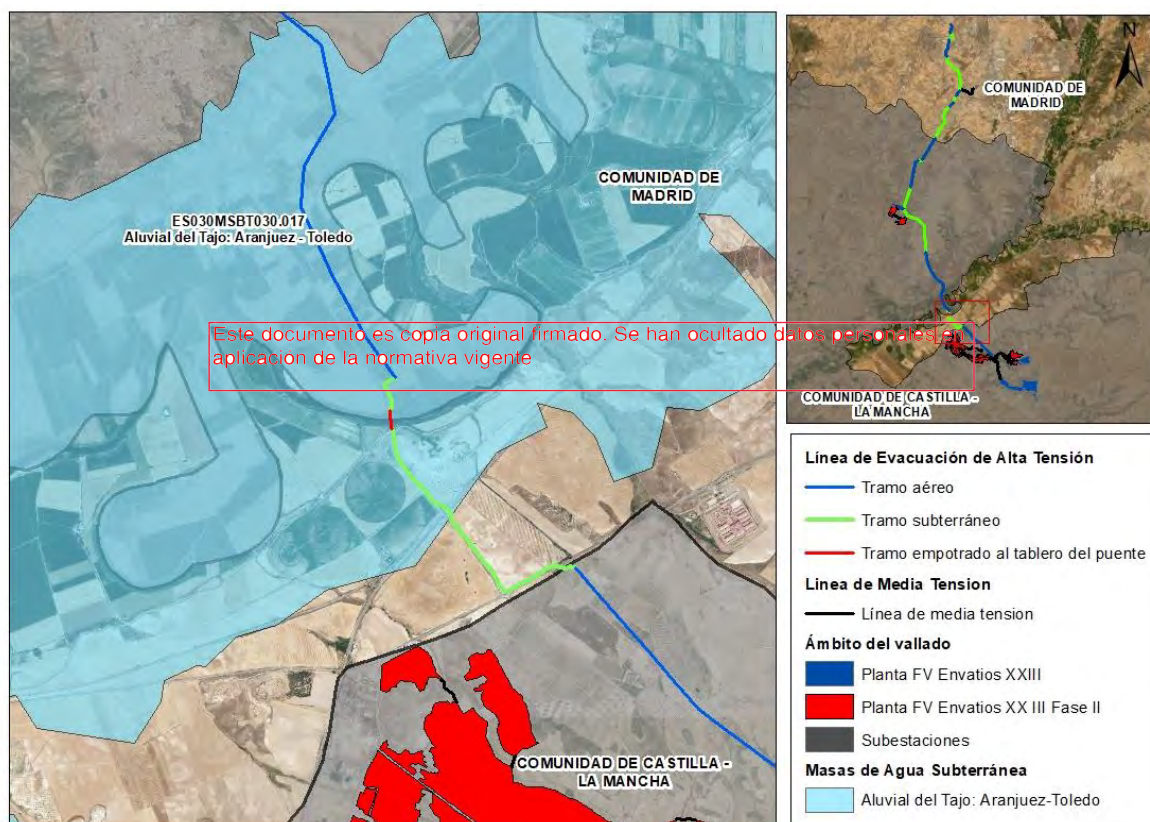 COMUNIDAD DE
MADRID
ES030MSBT030.017
Aluvial del Tajo: Aranjuez - Toledo
Este documento es copia original firmado. Se han ocultado datos personales en
aplicacion de la normativa vigente
COMUNIDAD DE CASTILLA -
LA MANCHA
N
COMUNIDAD DE
MADRID
COMUNIDAD DE CASTILLA -
LA MANCHA
Línea de Evacuación de Alta Tensión
Tramo aéreo
Tramo subterráneo
Tramo empotrado al tablero del puente
Linea de Media Tension
Línea de media tension
Ámbito del vallado
Planta FV Envatios XXIII
Planta FV Envatios XX III Fase II
Subestaciones
Masas de Agua Subterránea
Aluvial del Tajo: Aranjuez-Toledo